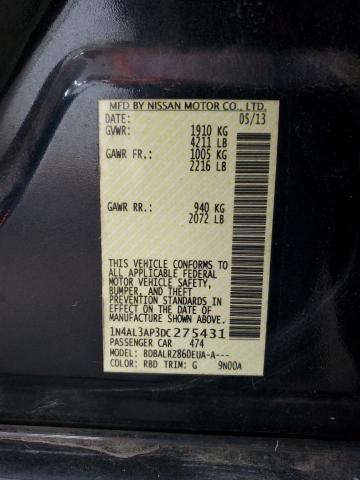 MFD BY NISSAN MOTOR CO., LTD.
DATE: 05/13
GVWR: 1910 KG
4211 LB
GAWR FR.: 1005 KG
2216 LB
GAWR RR.: 940 KG
2072 LB
THIS VEHICLE CONFORMS TO
ALL APPLICABLE FEDERAL
MOTOR VEHICLE SAFETY,
BUMPER, AND THEFT
PREVENTION STANDARDS IN
EFFECT ON THE DATE OF
MANUFACTURE SHOWN ABOVE.
1N4AL3AP3DC275431
PASSENGER CAR 474
MODEL: BDBALRZ860EUA-A---
COLOR: RBD TRIM: G 9N00A